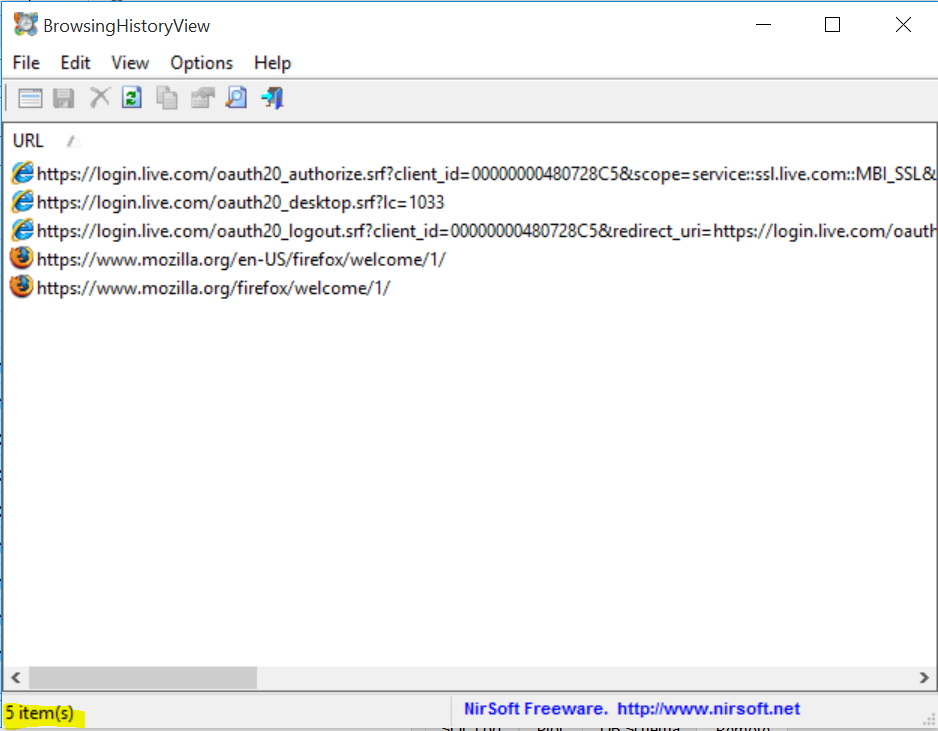 BrowsingHistoryView
File Edit View Options Help
URL
https://login.live.com/oauth20_authorize.srf?client_id=00000000480728C5&scope=service::ssl.live.com::MBI_SSL&
https://login.live.com/oauth20_desktop.srf?lc=1033
https://login.live.com/oauth20_logout.srf?client_id=00000000480728C5&redirect_uri=https://login.live.com/oauth
https://www.mozilla.org/en-US/firefox/welcome/1/
https://www.mozilla.org/firefox/welcome/1/
5 item(s)
NirSoft Freeware. http://www.nirsoft.net